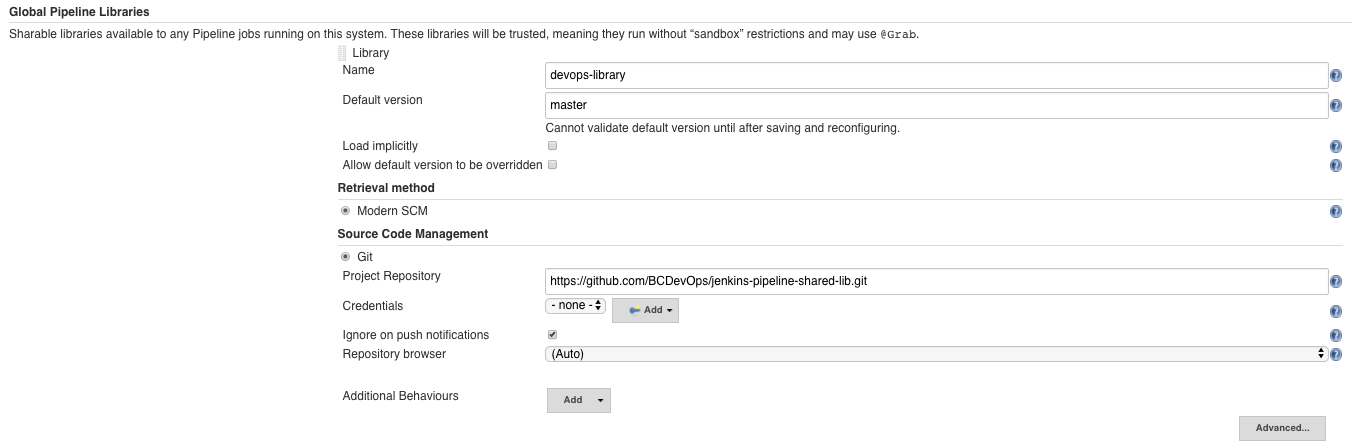 Global Pipeline Libraries
Sharable libraries available to any Pipeline jobs running on this system. These libraries will be trusted, meaning they run without “sandbox” restrictions and may use @Grab.
Library
Name devops-library
Default version master
Cannot validate default version until after saving and reconfiguring.
Load implicitly
Allow default version to be overridden
Retrieval method
Modern SCM
Source Code Management
Git
Project Repository https://github.com/BCDevOps/jenkins-pipeline-shared-lib.git
Credentials - none - Add
Ignore on push notifications
Repository browser (Auto)
Additional Behaviours Add
Advanced...